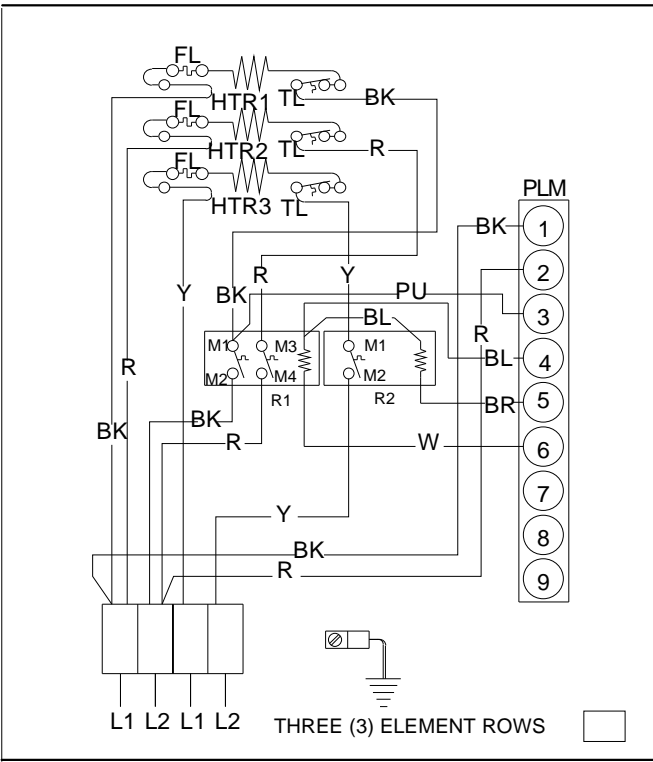 FL
HTR1 TL BK
FL
HTR2 TL R
FL
HTR3 TL
PLM
BK 1
2
R Y
Y BK PU 3
BL R
M1 M3 M1
R BL 4
M2 M4 M2
R1 R2 BR 5
BK
BK R W 6
7
Y
BK 8
R 9
L1 L2 L1 L2
THREE (3) ELEMENT ROWS